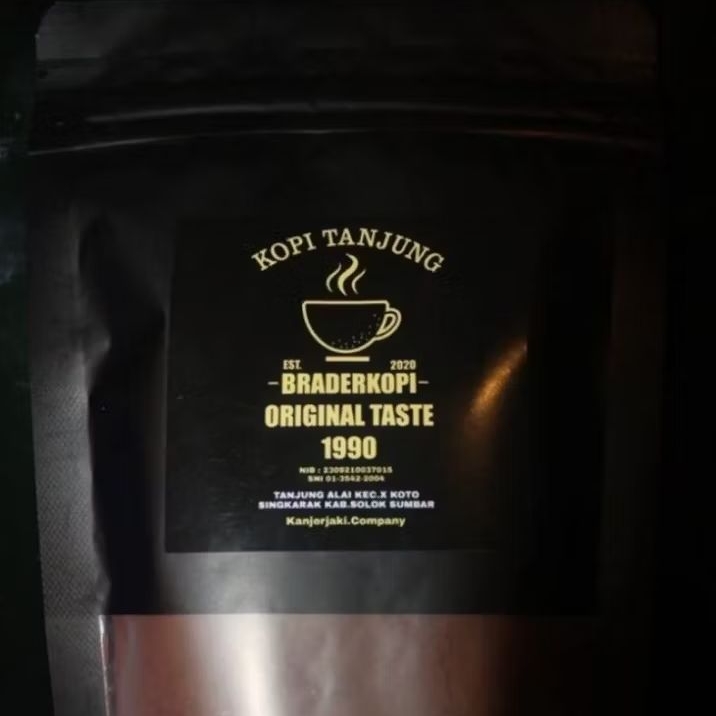 KOPI TANJUNG
EST. 2020
-BRADERKOPI-
ORIGINAL TASTE
1990
NIB : 2309210037015
SNI 01-3542-2004
TANJUNG ALAI KEC.X KOTO
SINGKARAK KAB.SOLOK SUMBAR
Kanjerjaki.Company